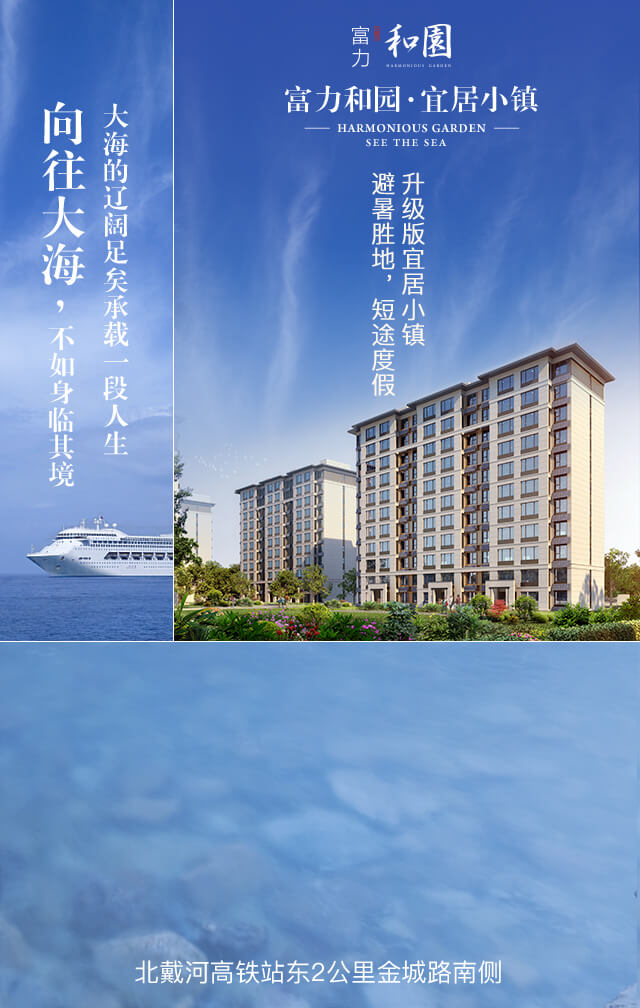 富力
和園
HARMONIOUS GARDEN
富力和园·宜居小镇
HARMONIOUS GARDEN
SEE THE SEA
升级版宜居小镇
避暑胜地，短途度假
大海的辽阔足矣承载一段人生
向往大海，不如身临其境
北戴河高铁站东2公里金城路南侧